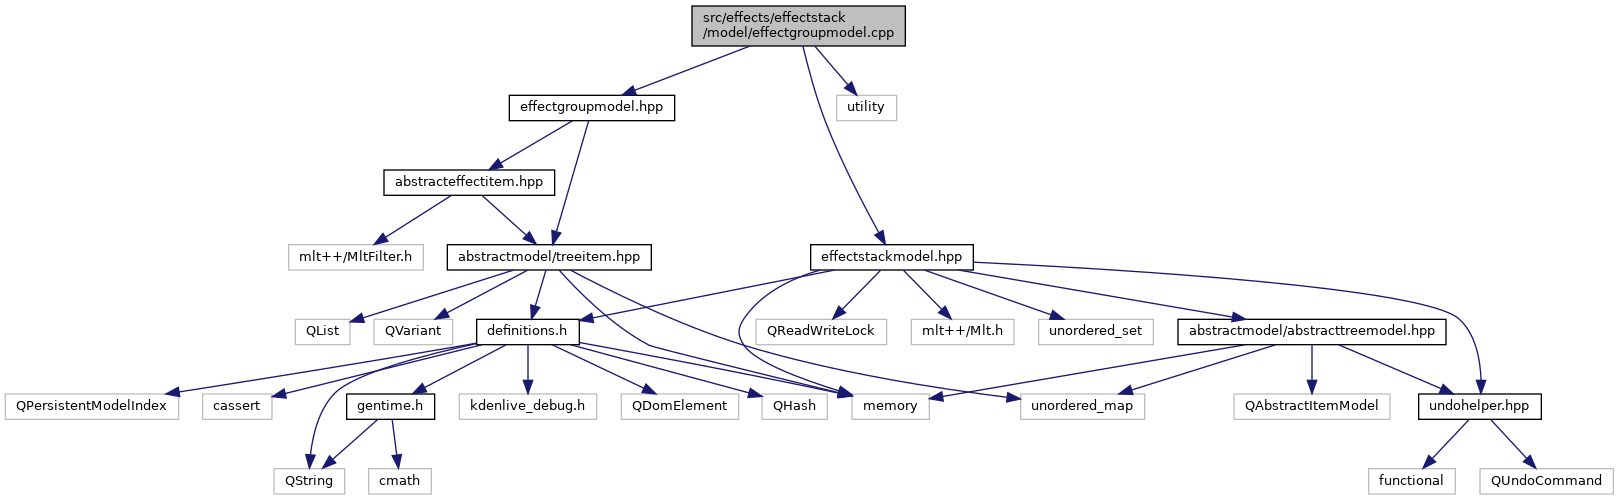 src/effects/effectstack
/model/effectgroupmodel.cpp
effectgroupmodel.hpp
utility
abstracteffectitem.hpp
mlt++/MltFilter.h
abstractmodel/treeitem.hpp
effectstackmodel.hpp
QList
QVariant
definitions.h
QReadWriteLock
mlt++/Mlt.h
unordered_set
abstractmodel/abstracttreemodel.hpp
QPersistentModelIndex
cassert
gentime.h
kdenlive_debug.h
QDomElement
QHash
memory
unordered_map
QAbstractItemModel
undohelper.hpp
QString
cmath
functional
QUndoCommand